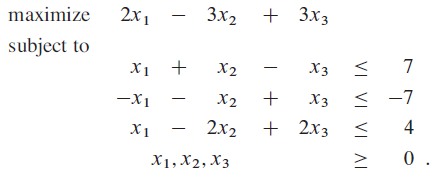 maximize 2x₁ − 3x₂ + 3x₃
subject to
x₁ + x₂ − x₃ ≤ 7
−x₁ − x₂ + x₃ ≤ −7
x₁ − 2x₂ + 2x₃ ≤ 4
x₁, x₂, x₃ ≥ 0 .